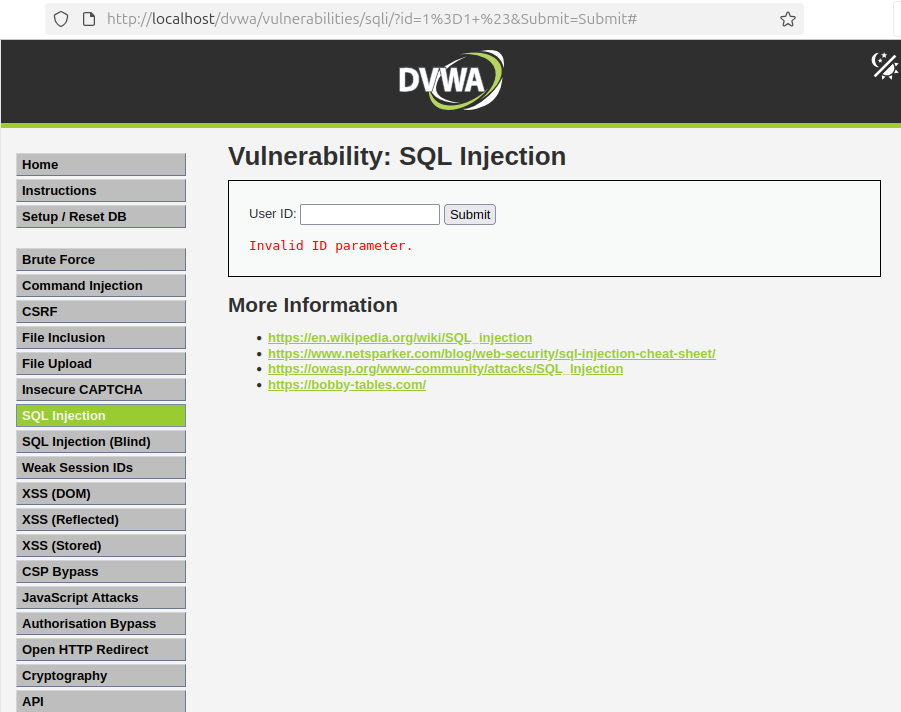 http://localhost/dvwa/vulnerabilities/sqli/?id=1%3D1+%23&Submit=Submit#
DVWA
Home
Instructions
Setup / Reset DB
Brute Force
Command Injection
CSRF
File Inclusion
File Upload
Insecure CAPTCHA
SQL Injection
SQL Injection (Blind)
Weak Session IDs
XSS (DOM)
XSS (Reflected)
XSS (Stored)
CSP Bypass
JavaScript Attacks
Authorisation Bypass
Open HTTP Redirect
Cryptography
API
Vulnerability: SQL Injection
User ID: Submit
Invalid ID parameter.
More Information
• https://en.wikipedia.org/wiki/SQL_injection
• https://www.netsparker.com/blog/web-security/sql-injection-cheat-sheet/
• https://owasp.org/www-community/attacks/SQL_Injection
• https://bobby-tables.com/